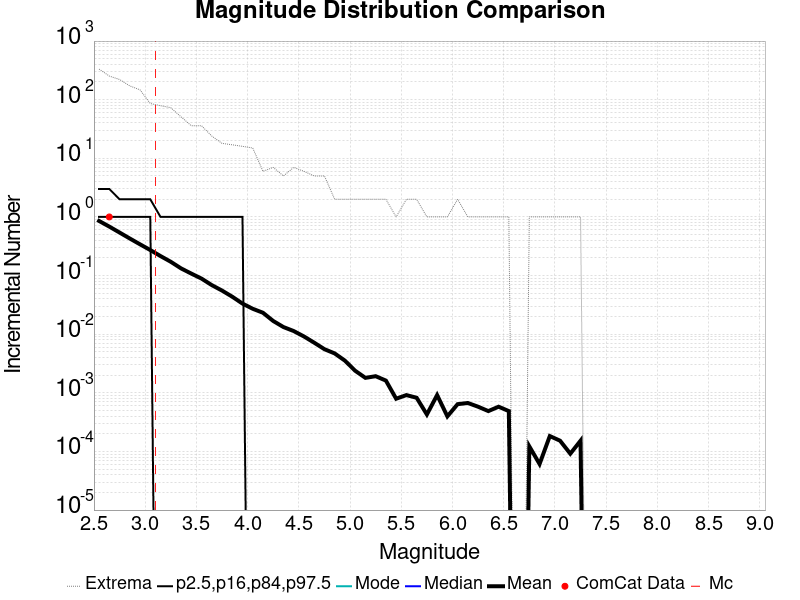 Magnitude Distribution Comparison
10^3
10^2
10^1
10^0
10^-1
10^-2
10^-3
10^-4
10^-5
Incremental Number
2.5 3.0 3.5 4.0 4.5 5.0 5.5 6.0 6.5 7.0 7.5 8.0 8.5 9.0
Magnitude
Extrema p2.5,p16,p84,p97.5 Mode Median Mean ComCat Data Mc